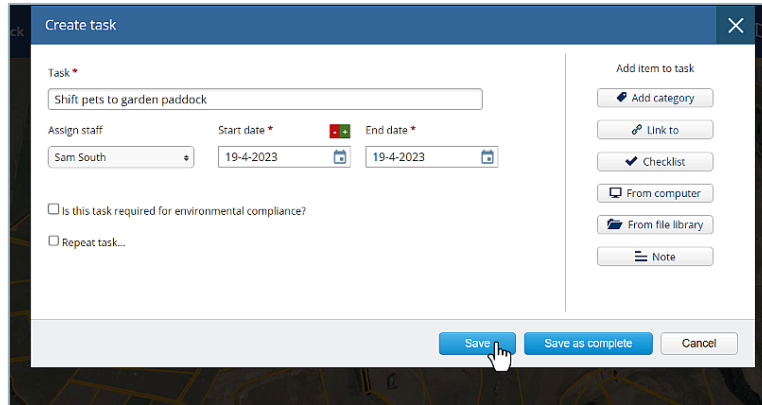 ck
Create task
Task *
Shift pets to garden paddock
Assign staff
Start date *
- +
End date *
Sam South
19-4-2023
19-4-2023
Is this task required for environmental compliance?
Repeat task...
Add item to task
Add category
Link to
Checklist
From computer
From file library
Note
Save
Save as complete
Cancel